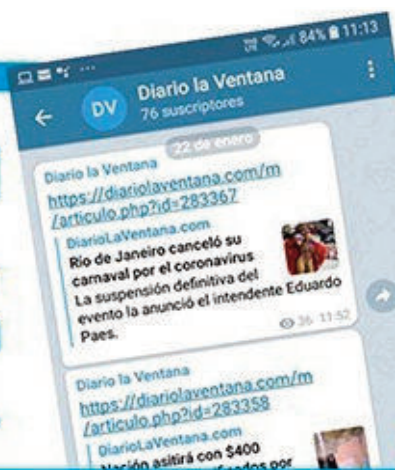 84% 11:13
DV
Diario la Ventana
76 suscriptores
22 de enero
Diario la Ventana
https://diariolaventana.com/m
/articulo.php?id=283367
DiarioLaVentana.com
Rio de Janeiro canceló su
carnaval por el coronavirus
La suspensión definitiva del
evento la anunció el intendente Eduardo
Paes.
36 11:52
Diario la Ventana
https://diariolaventana.com/m
/articulo.php?id=283358
DiarioLaVentana.com
Nación asitirá con $400
por